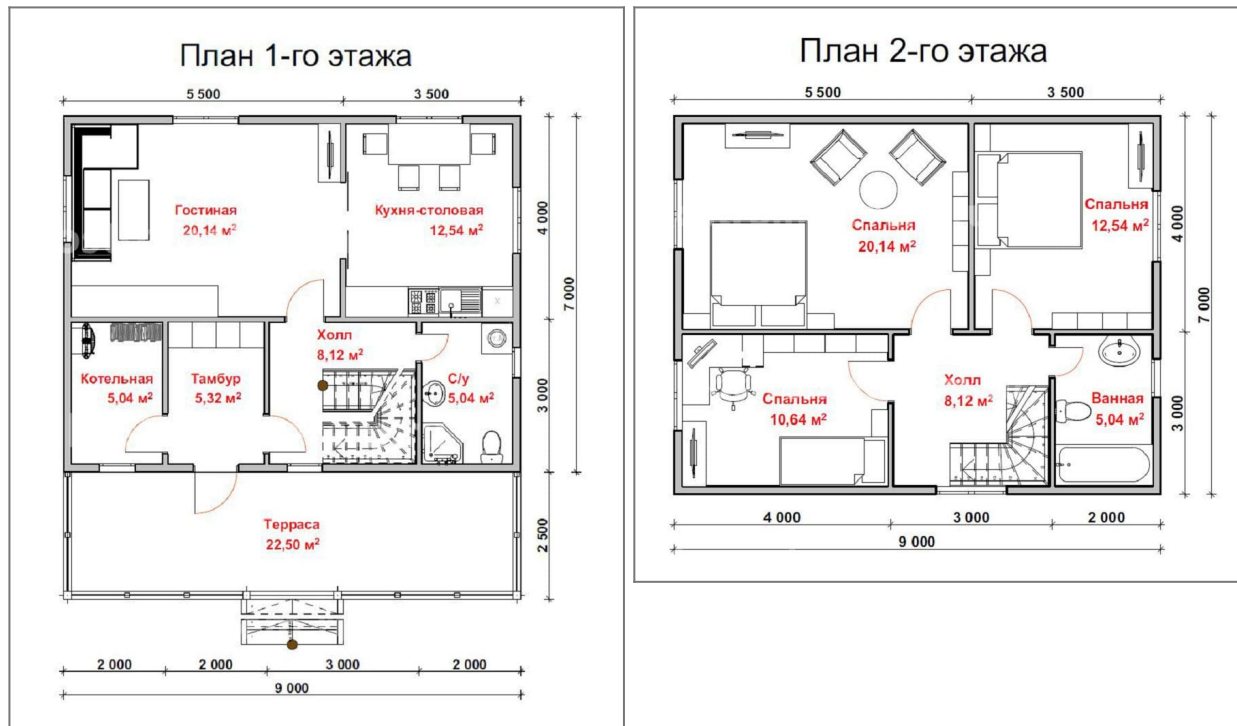 План 1-го этажа
5 500
3 500
Гостиная
20,14 м²
Кухня-столовая
12,54 м²
4 000
7 000
Холл
8,12 м²
Котельная
5,04 м²
Тамбур
5,32 м²
С/у
5,04 м²
3 000
Терраса
22,50 м²
2 500
2 000
2 000
3 000
2 000
9 000
План 2-го этажа
5 500
3 500
Спальня
20,14 м²
Спальня
12,54 м²
4 000
7 000
Спальня
10,64 м²
Холл
8,12 м²
Ванная
5,04 м²
3 000
4 000
3 000
2 000
9 000